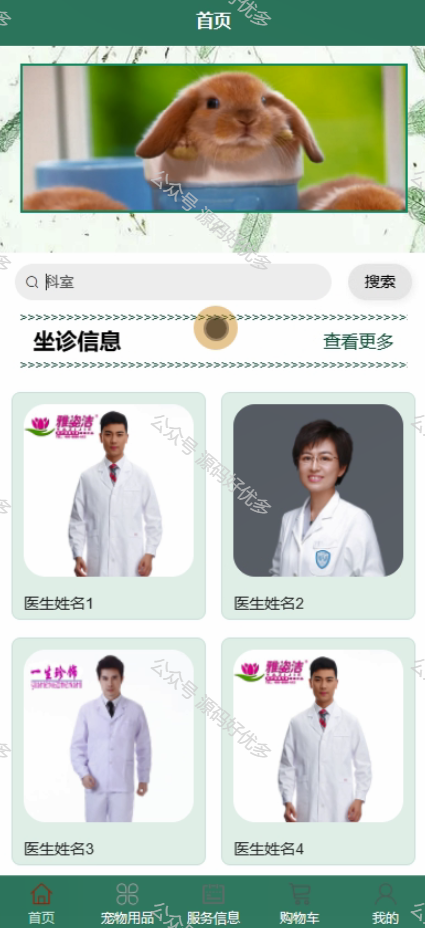 首页
科室
搜索
坐诊信息
查看更多
雅姿洁
医生姓名1
医生姓名2
一生珍饰
雅姿洁
医生姓名3
医生姓名4
首页
宠物用品
服务信息
购物车
我的
公众号 源码好优多
公众号 源码好优多
公众号 源码好优多